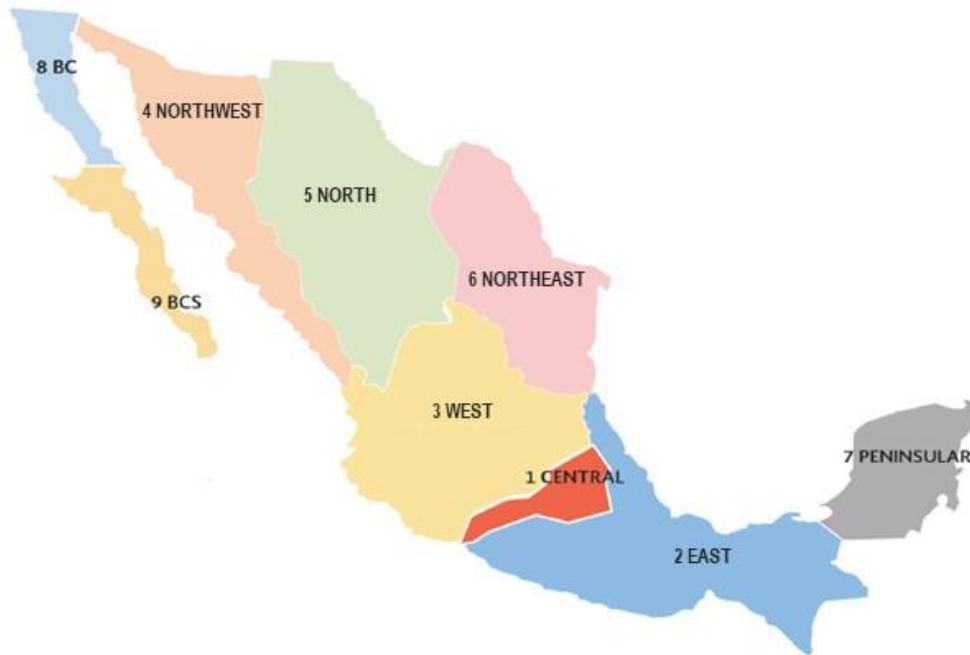 8 BC
4 NORTHWEST
5 NORTH
6 NORTHEAST
9 BCS
3 WEST
7 PENINSULAR
1 CENTRAL
2 EAST